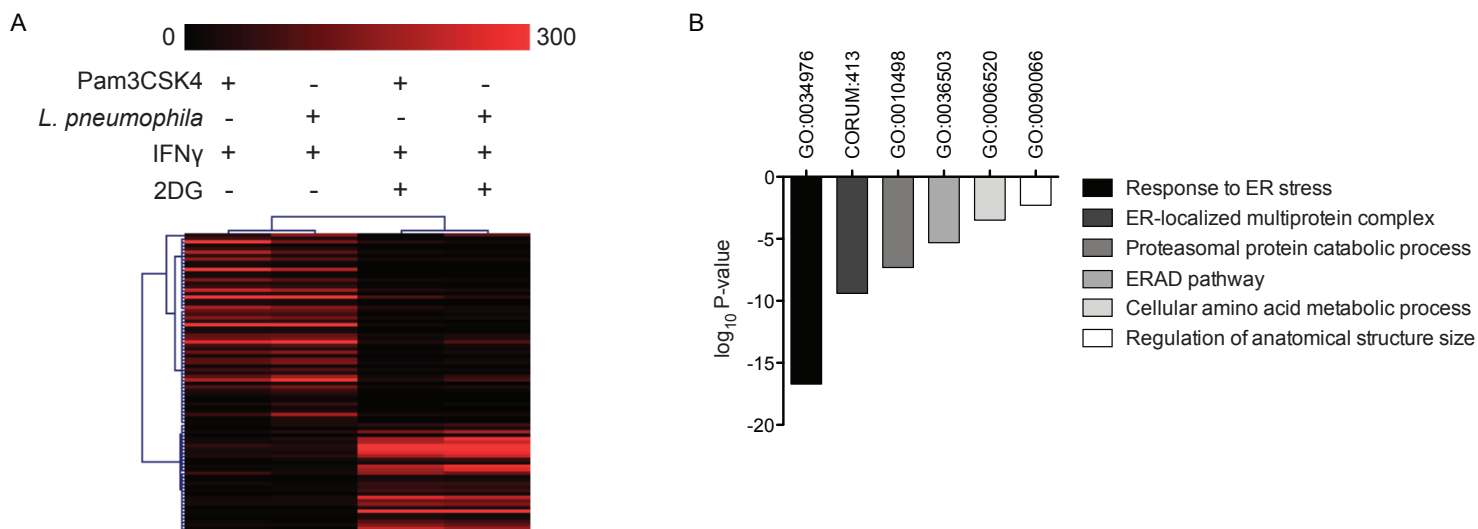 A
0 300
Pam3CSK4 + - + -
L. pneumophila - + - +
IFNγ + + + +
2DG - - + +
B
GO:0034976
CORUM:413
GO:0010498
GO:0036503
GO:0006520
GO:0090066
0
-5
-10
-15
-20
log10 P-value
Response to ER stress
ER-localized multiprotein complex
Proteasomal protein catabolic process
ERAD pathway
Cellular amino acid metabolic process
Regulation of anatomical structure size